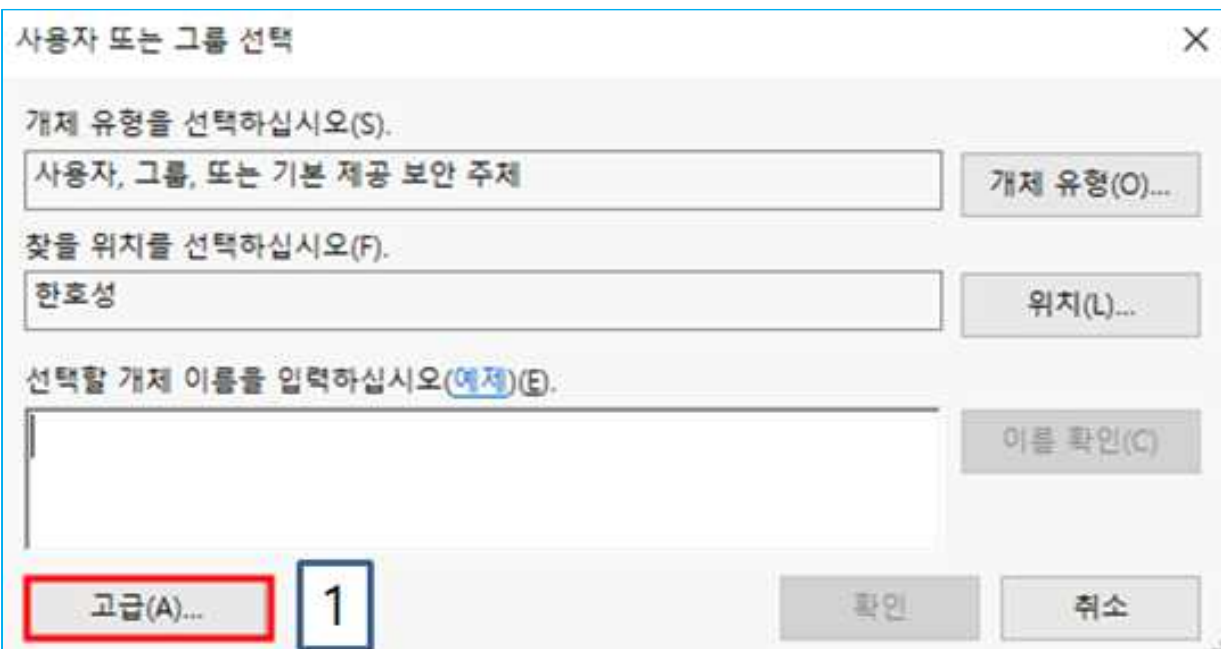 사용자 또는 그룹 선택
개체 유형을 선택하십시오(S).
사용자, 그룹, 또는 기본 제공 보안 주체
개체 유형(O)...
찾을 위치를 선택하십시오(F).
한호성
위치(L)...
선택할 개체 이름을 입력하십시오(예제)(E).
이름 확인(C)
고급(A)...
1
확인
취소